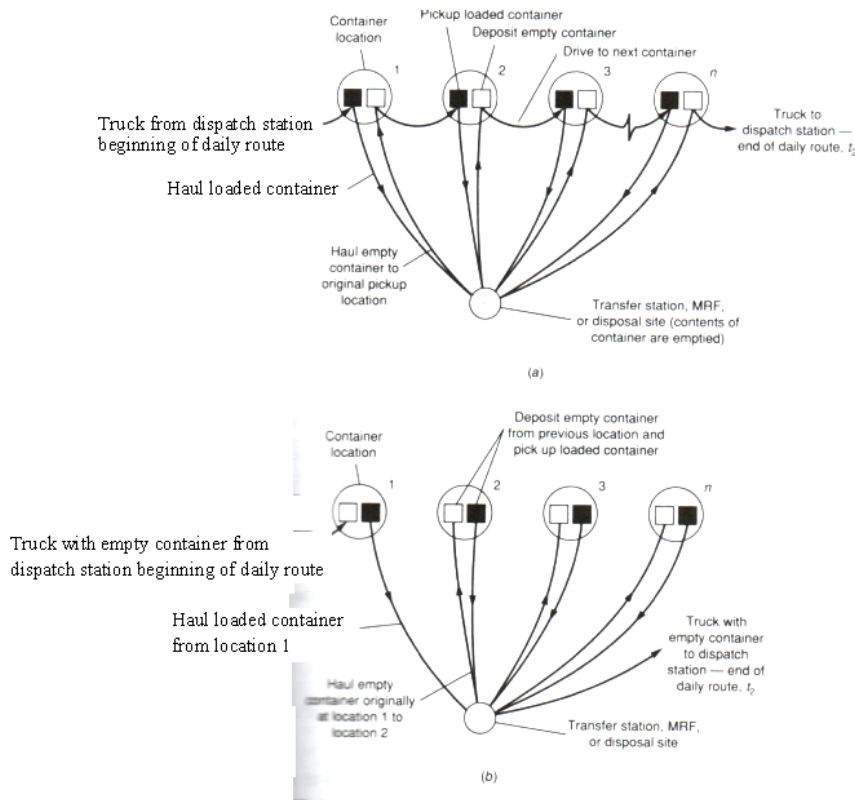 Pickup loaded container
Container
location
Deposit empty container
Drive to next container
1
2
3
n
Truck from dispatch station
beginning of daily route
Truck to
dispatch station —
end of daily route, t2
Haul loaded container
Haul empty
container to
original pickup
location
Transfer station, MRF,
or disposal site (contents of
container are emptied)
(a)
Deposit empty container
from previous location and
pick up loaded container
Container
location
1
2
3
n
Truck with empty container from
dispatch station beginning of daily route
Haul loaded container
from location 1
Truck with
empty container
to dispatch
station — end of
daily route, t2
Haul empty
container originally
at location 1 to
location 2
Transfer station, MRF,
or disposal site
(b)